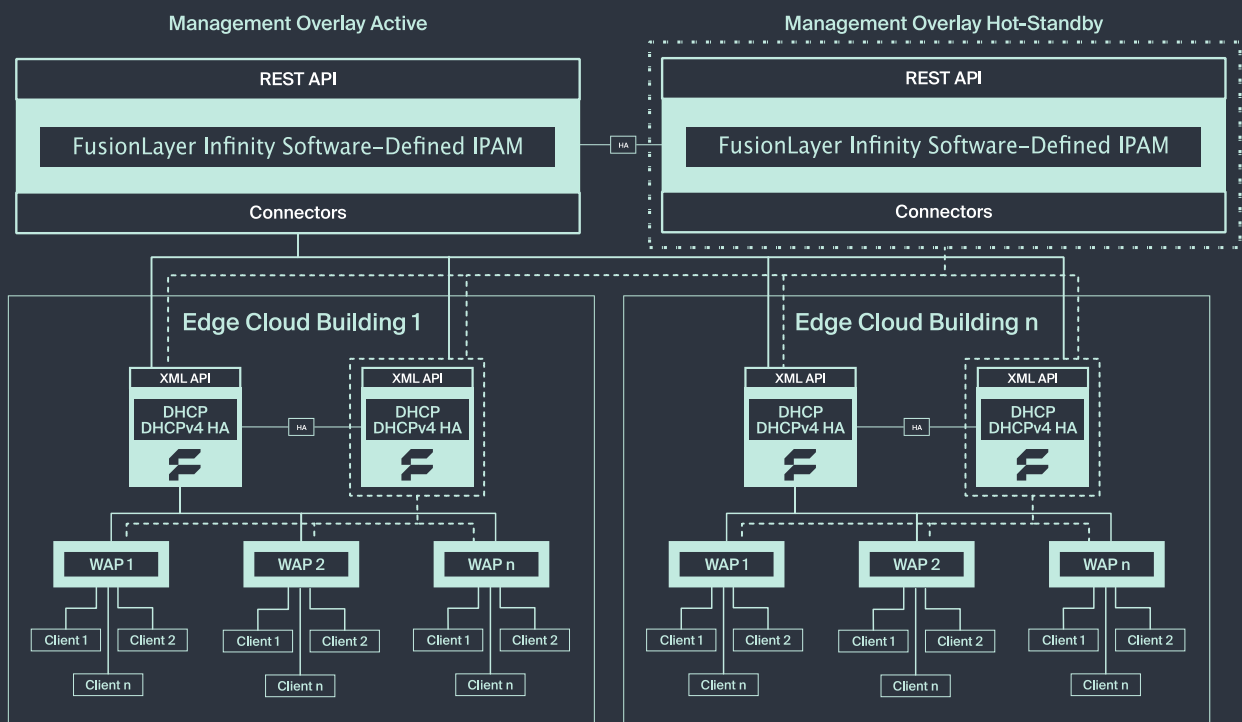 Management Overlay Active
Management Overlay Hot-Standby
REST API
REST API
FusionLayer Infinity Software-Defined IPAM
HA
FusionLayer Infinity Software-Defined IPAM
Connectors
Connectors
Edge Cloud Building 1
Edge Cloud Building n
XML API
XML API
XML API
XML API
DHCP
DHCPv4 HA
HA
DHCP
DHCPv4 HA
DHCP
DHCPv4 HA
HA
DHCP
DHCPv4 HA
WAP 1
WAP 2
WAP n
WAP 1
WAP 2
WAP n
Client 1
Client 2
Client 1
Client 2
Client 1
Client 2
Client 1
Client 2
Client 1
Client 2
Client 1
Client 2
Client n
Client n
Client n
Client n
Client n
Client n